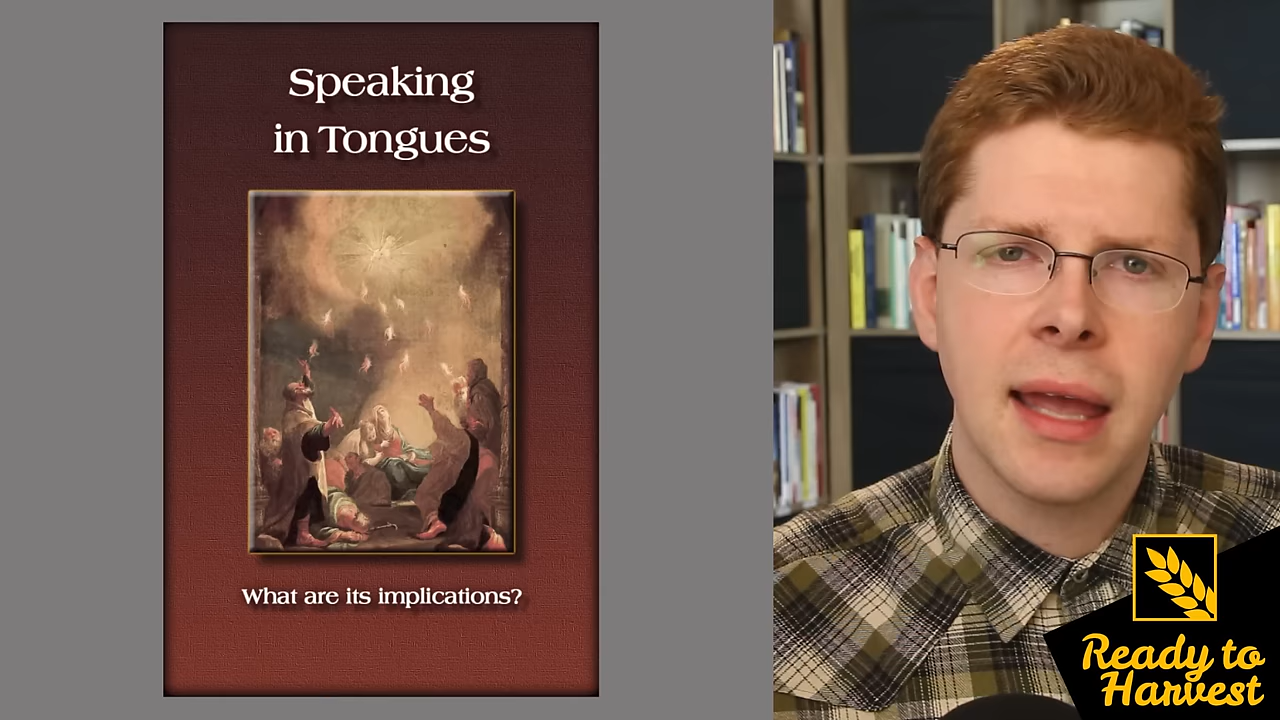 Speaking
in Tongues
What are its implications?
Ready to
Harvest